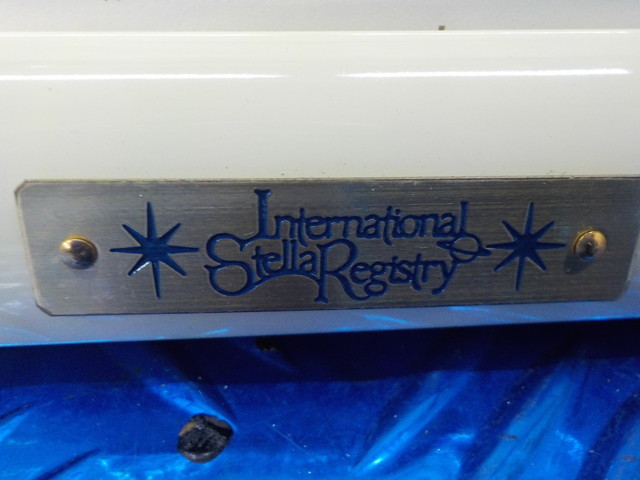 International
Stella Registry